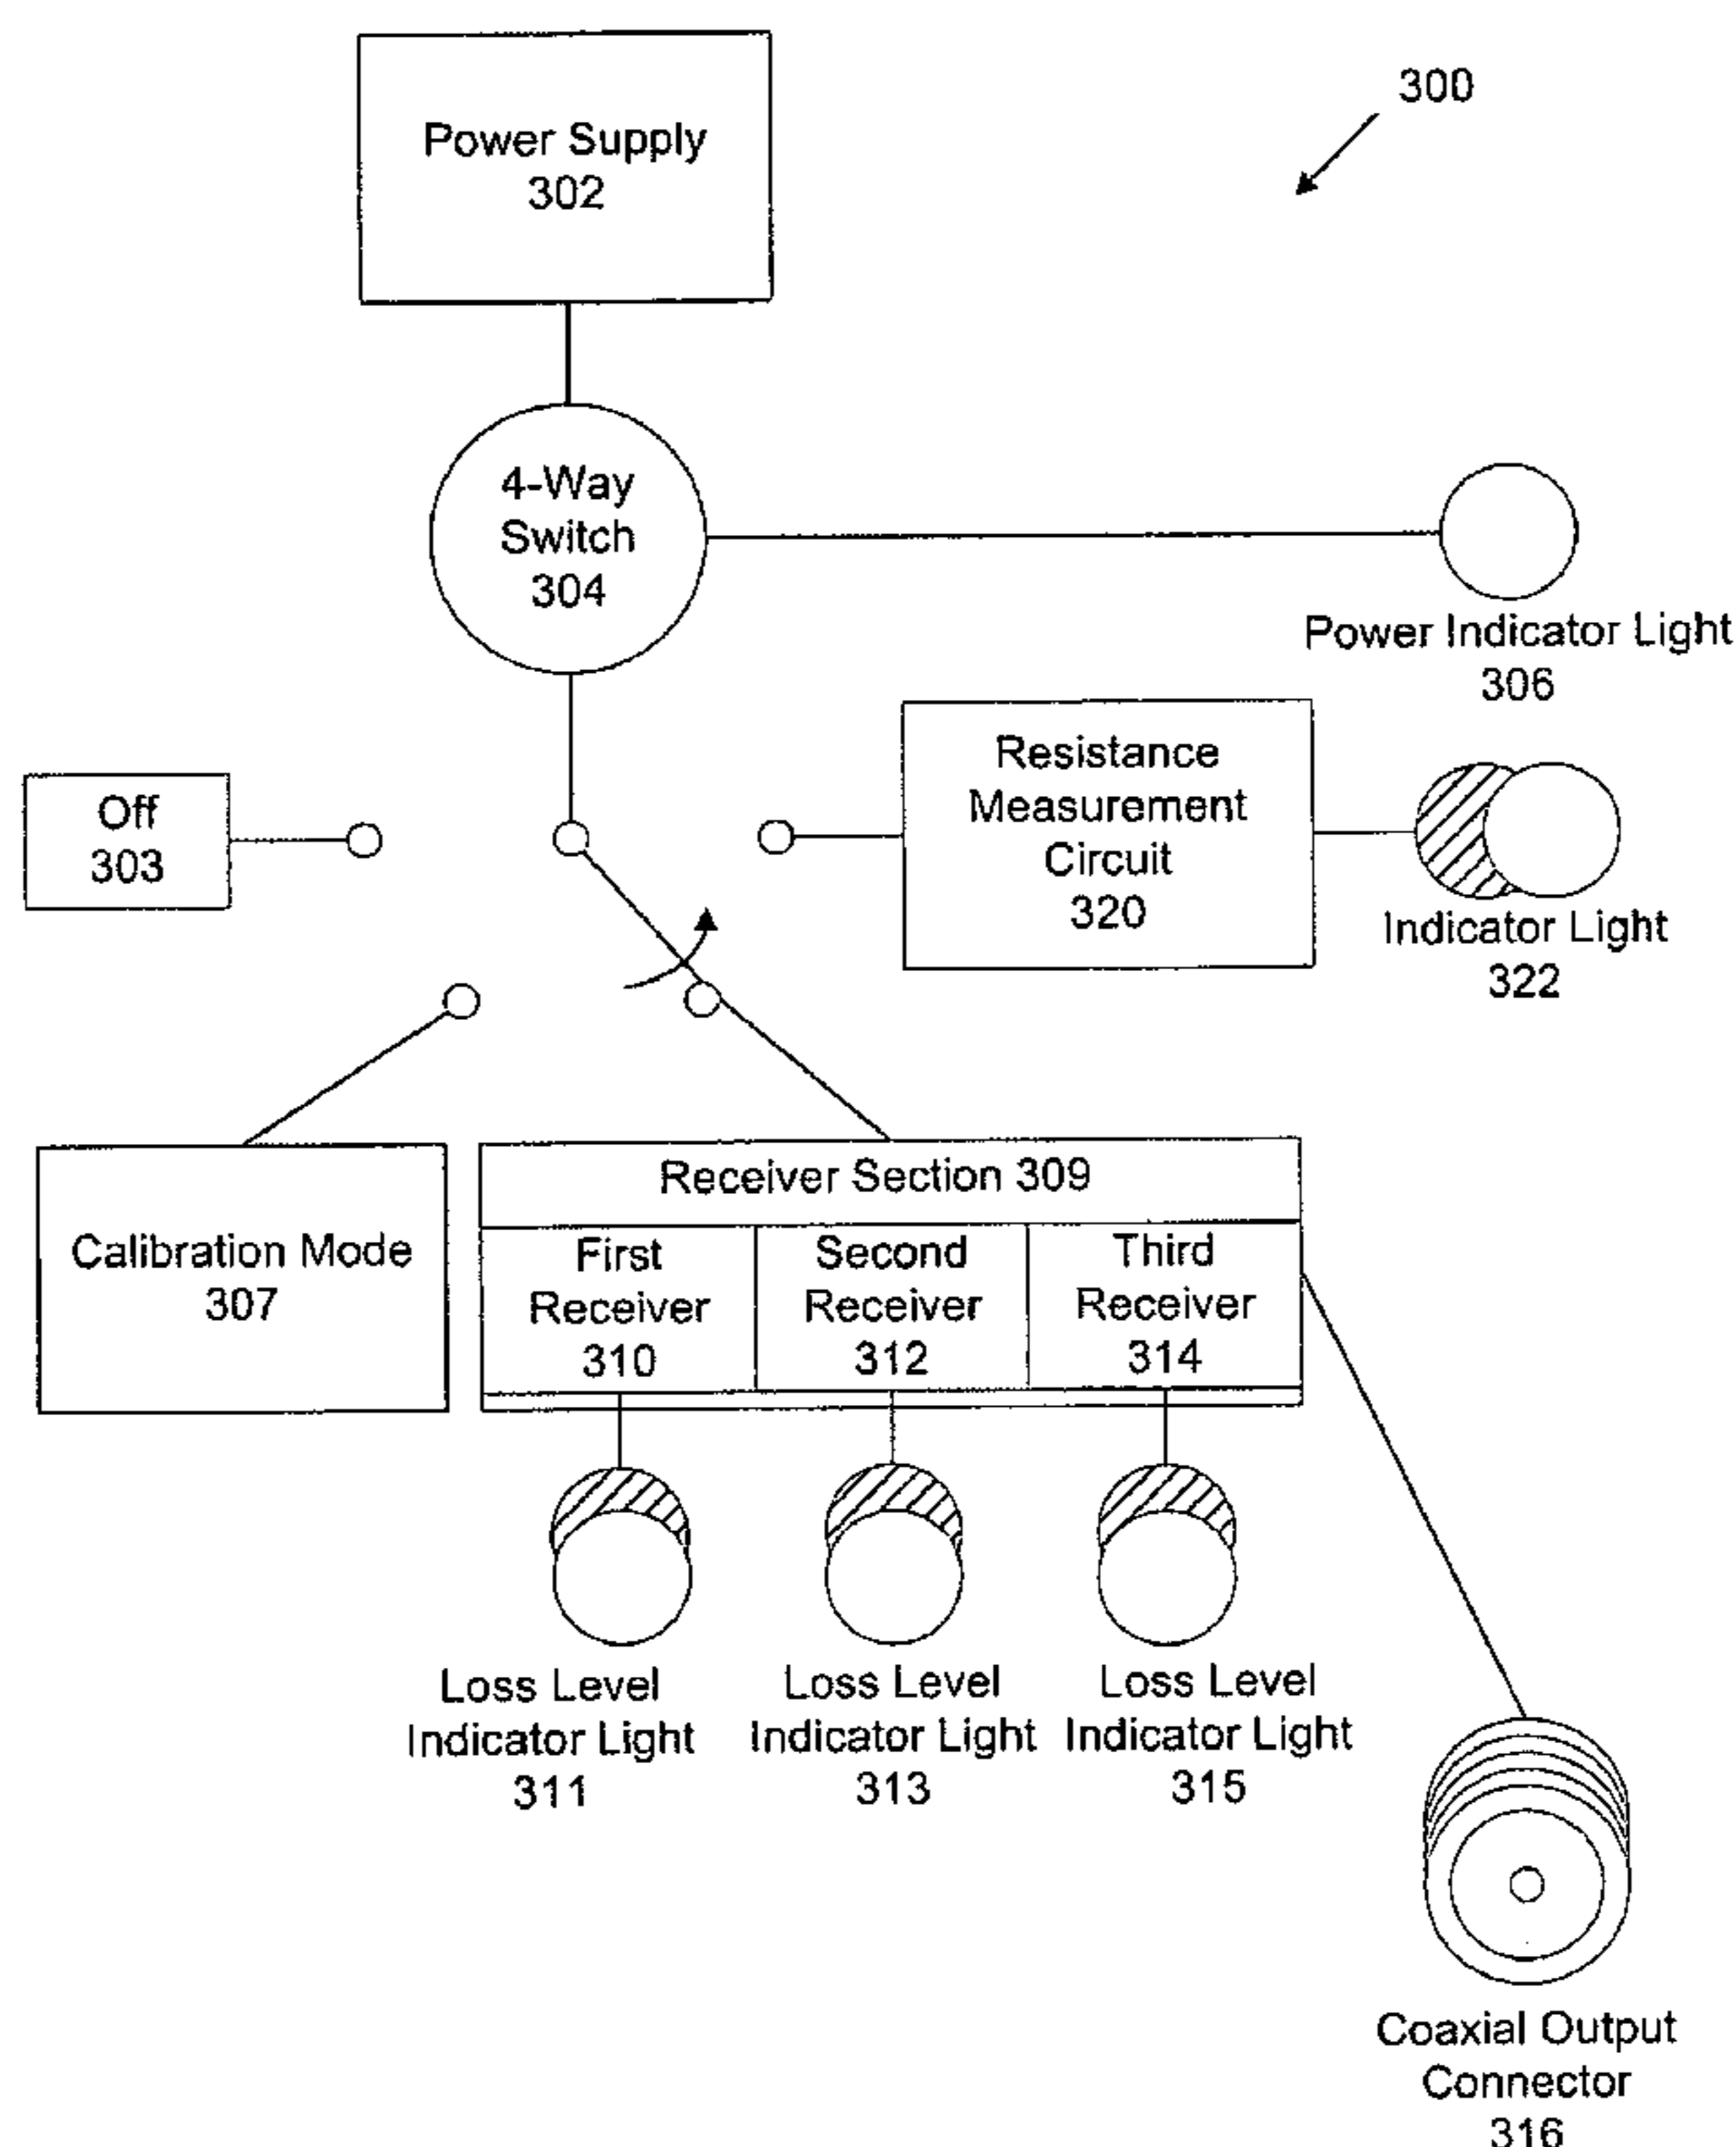 300
Power Supply
302
4-Way
Switch
304
Power Indicator Light
306
Off
303
Resistance
Measurement
Circuit
320
Indicator Light
322
Calibration Mode
307
Receiver Section 309
First
Receiver
310
Second
Receiver
312
Third
Receiver
314
Loss Level
Indicator Light
311
Loss Level
Indicator Light
313
Loss Level
Indicator Light
315
Coaxial Output
Connector
316